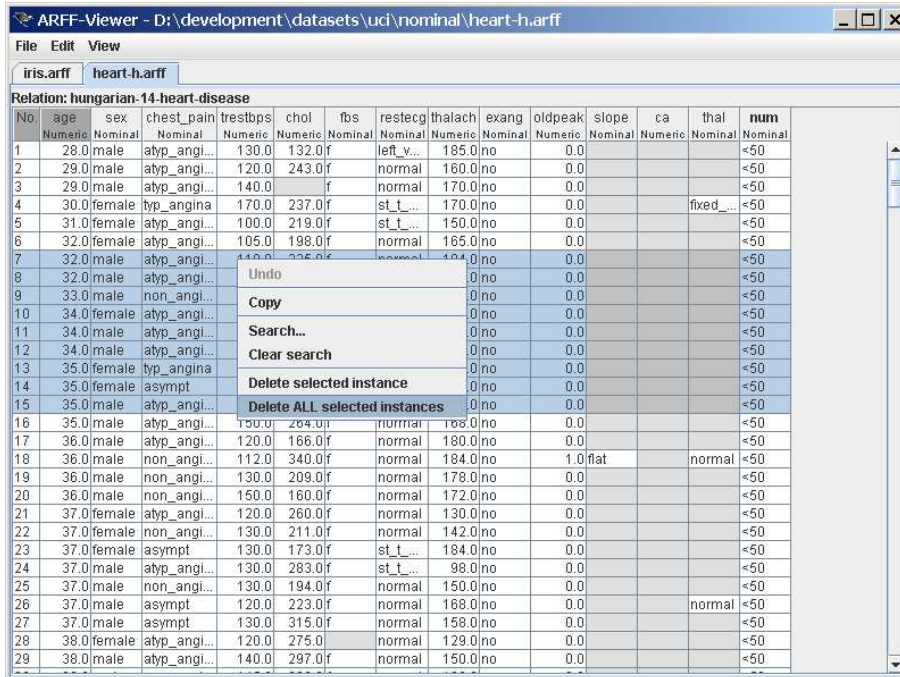 ARFF-Viewer - D:\development\datasets\uci\nominal\heart-h.arff
File Edit View
iris.arff heart-h.arff
Relation: hungarian-14-heart-disease
No. age sex chest_pain trestbps chol fbs restecg thalach exang oldpeak slope ca thal num
Numeric Nominal Nominal Numeric Numeric Nominal Nominal Numeric Nominal Numeric Nominal Numeric Nominal Nominal
1 28.0 male atyp_angi... 130.0 132.0 f left_v... 185.0 no 0.0 <50
2 29.0 male atyp_angi... 120.0 243.0 f normal 160.0 no 0.0 <50
3 29.0 male atyp_angi... 140.0 f normal 170.0 no 0.0 <50
4 30.0 female typ_angina 170.0 237.0 f st_t_... 170.0 no 0.0 fixed_... <50
5 31.0 female atyp_angi... 100.0 219.0 f st_t_... 150.0 no 0.0 <50
6 32.0 female atyp_angi... 105.0 198.0 f normal 165.0 no 0.0 <50
7 32.0 male atyp_angi... .0 no 0.0 <50
8 32.0 male atyp_angi... Undo .0 no 0.0 <50
9 33.0 male non_angi... Copy .0 no 0.0 <50
10 34.0 female atyp_angi... .0 no 0.0 <50
11 34.0 male atyp_angi... Search... .0 no 0.0 <50
12 34.0 male atyp_angi... Clear search .0 no 0.0 <50
13 35.0 female typ_angina .0 no 0.0 <50
14 35.0 female asympt Delete selected instance .0 no 0.0 <50
15 35.0 male atyp_angi... Delete ALL selected instances .0 no 0.0 <50
16 35.0 male atyp_angi... 150.0 264.0 f normal 168.0 no 0.0 <50
17 36.0 male atyp_angi... 120.0 166.0 f normal 180.0 no 0.0 <50
18 36.0 male non_angi... 112.0 340.0 f normal 184.0 no 1.0 flat normal <50
19 36.0 male non_angi... 130.0 209.0 f normal 178.0 no 0.0 <50
20 36.0 male non_angi... 150.0 160.0 f normal 172.0 no 0.0 <50
21 37.0 female atyp_angi... 120.0 260.0 f normal 130.0 no 0.0 <50
22 37.0 female non_angi... 130.0 211.0 f normal 142.0 no 0.0 <50
23 37.0 female asympt 130.0 173.0 f st_t_... 184.0 no 0.0 <50
24 37.0 male atyp_angi... 130.0 283.0 f st_t_... 98.0 no 0.0 <50
25 37.0 male non_angi... 130.0 194.0 f normal 150.0 no 0.0 <50
26 37.0 male asympt 120.0 223.0 f normal 168.0 no 0.0 normal <50
27 37.0 male asympt 130.0 315.0 f normal 158.0 no 0.0 <50
28 38.0 female atyp_angi... 120.0 275.0 normal 129.0 no 0.0 <50
29 38.0 male atyp_angi... 140.0 297.0 f normal 150.0 no 0.0 <50